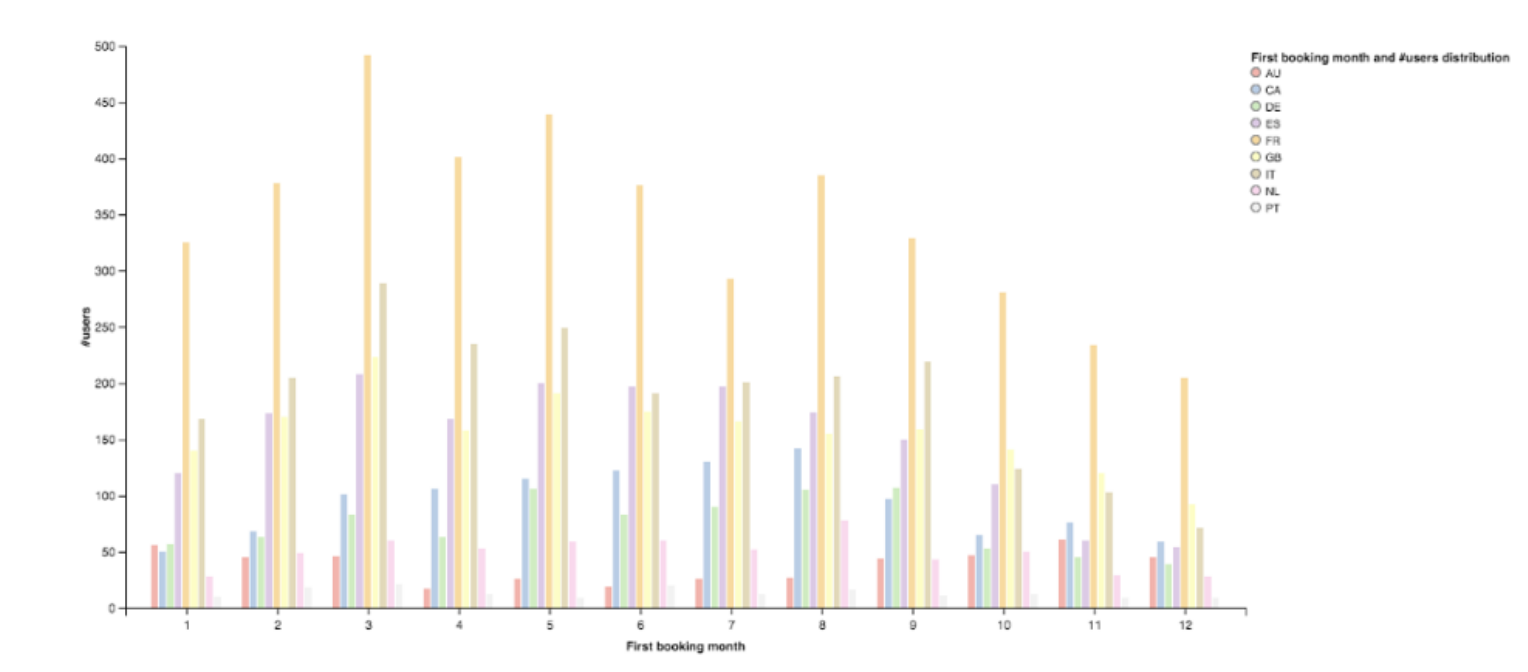 First booking month and #users distribution
AU
CA
DE
ES
FR
GB
IT
NL
PT
500
450
400
350
300
250
200
150
100
50
0
#users
1 2 3 4 5 6 7 8 9 10 11 12
First booking month